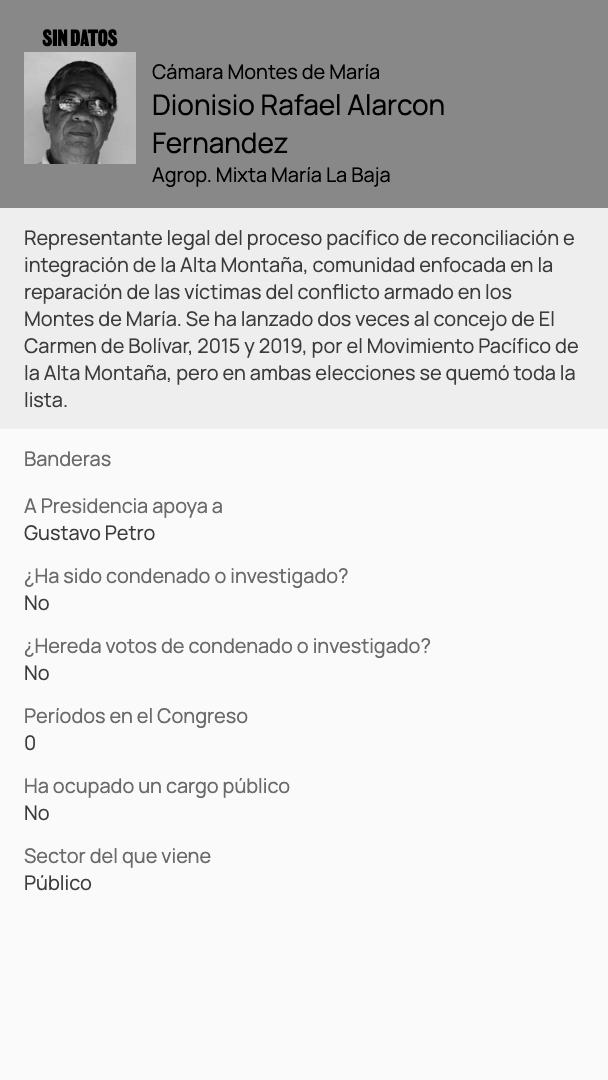 SIN DATOS
Cámara Montes de María
Dionisio Rafael Alarcon
Fernandez
Agrop. Mixta María La Baja
Representante legal del proceso pacífico de reconciliación e
integración de la Alta Montaña, comunidad enfocada en la
reparación de las víctimas del conflicto armado en los
Montes de María. Se ha lanzado dos veces al concejo de El
Carmen de Bolívar, 2015 y 2019, por el Movimiento Pacífico de
la Alta Montaña, pero en ambas elecciones se quemó toda la
lista.
Banderas
A Presidencia apoya a
Gustavo Petro
¿Ha sido condenado o investigado?
No
¿Hereda votos de condenado o investigado?
No
Períodos en el Congreso
0
Ha ocupado un cargo público
No
Sector del que viene
Público